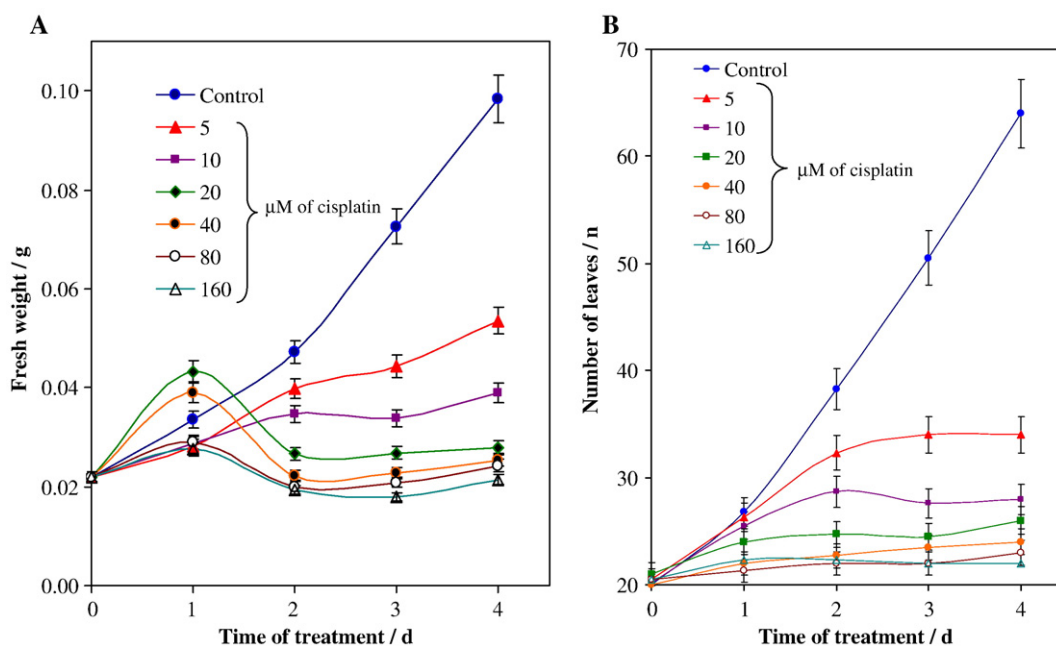 A
Fresh weight / g
0.10
0.08
0.06
0.04
0.02
0.00
Control
5
10
20
40
80
160
µM of cisplatin
0 1 2 3 4
Time of treatment / d
B
Number of leaves / n
70
60
50
40
30
20
Control
5
10
20
40
80
160
µM of cisplatin
0 1 2 3 4
Time of treatment / d